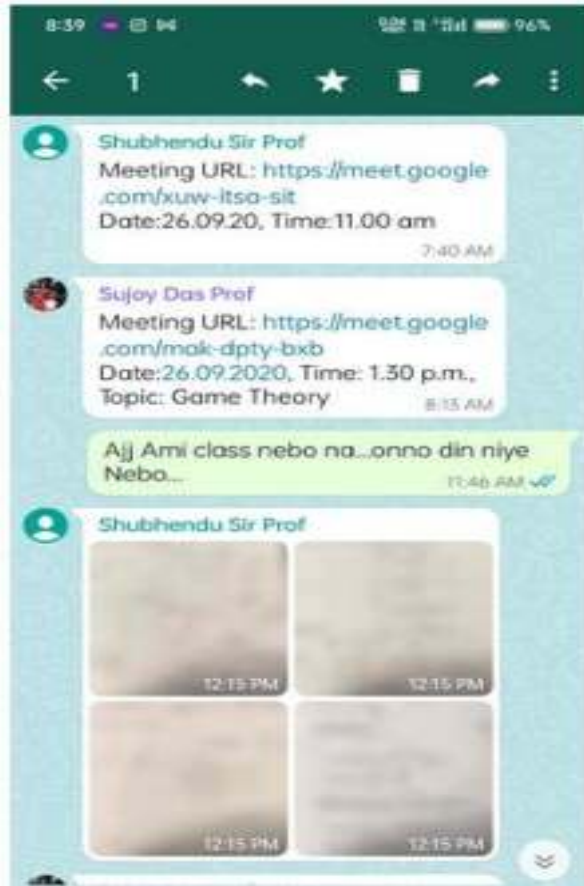 8:39 96%
1
Shubhendu Sir Prof
Meeting URL: https://meet.google
.com/xuw-itsa-sit
Date:26.09.20, Time:11.00 am
7:40 AM
Sujoy Das Prof
Meeting URL: https://meet.google
.com/mak-dpty-bxb
Date:26.09.2020, Time: 1.30 p.m.,
Topic: Game Theory
8:13 AM
Ajj Ami class nebo na...onno din niye
Nebo...
11:46 AM
Shubhendu Sir Prof
12:15 PM 12:15 PM
12:15 PM 12:15 PM